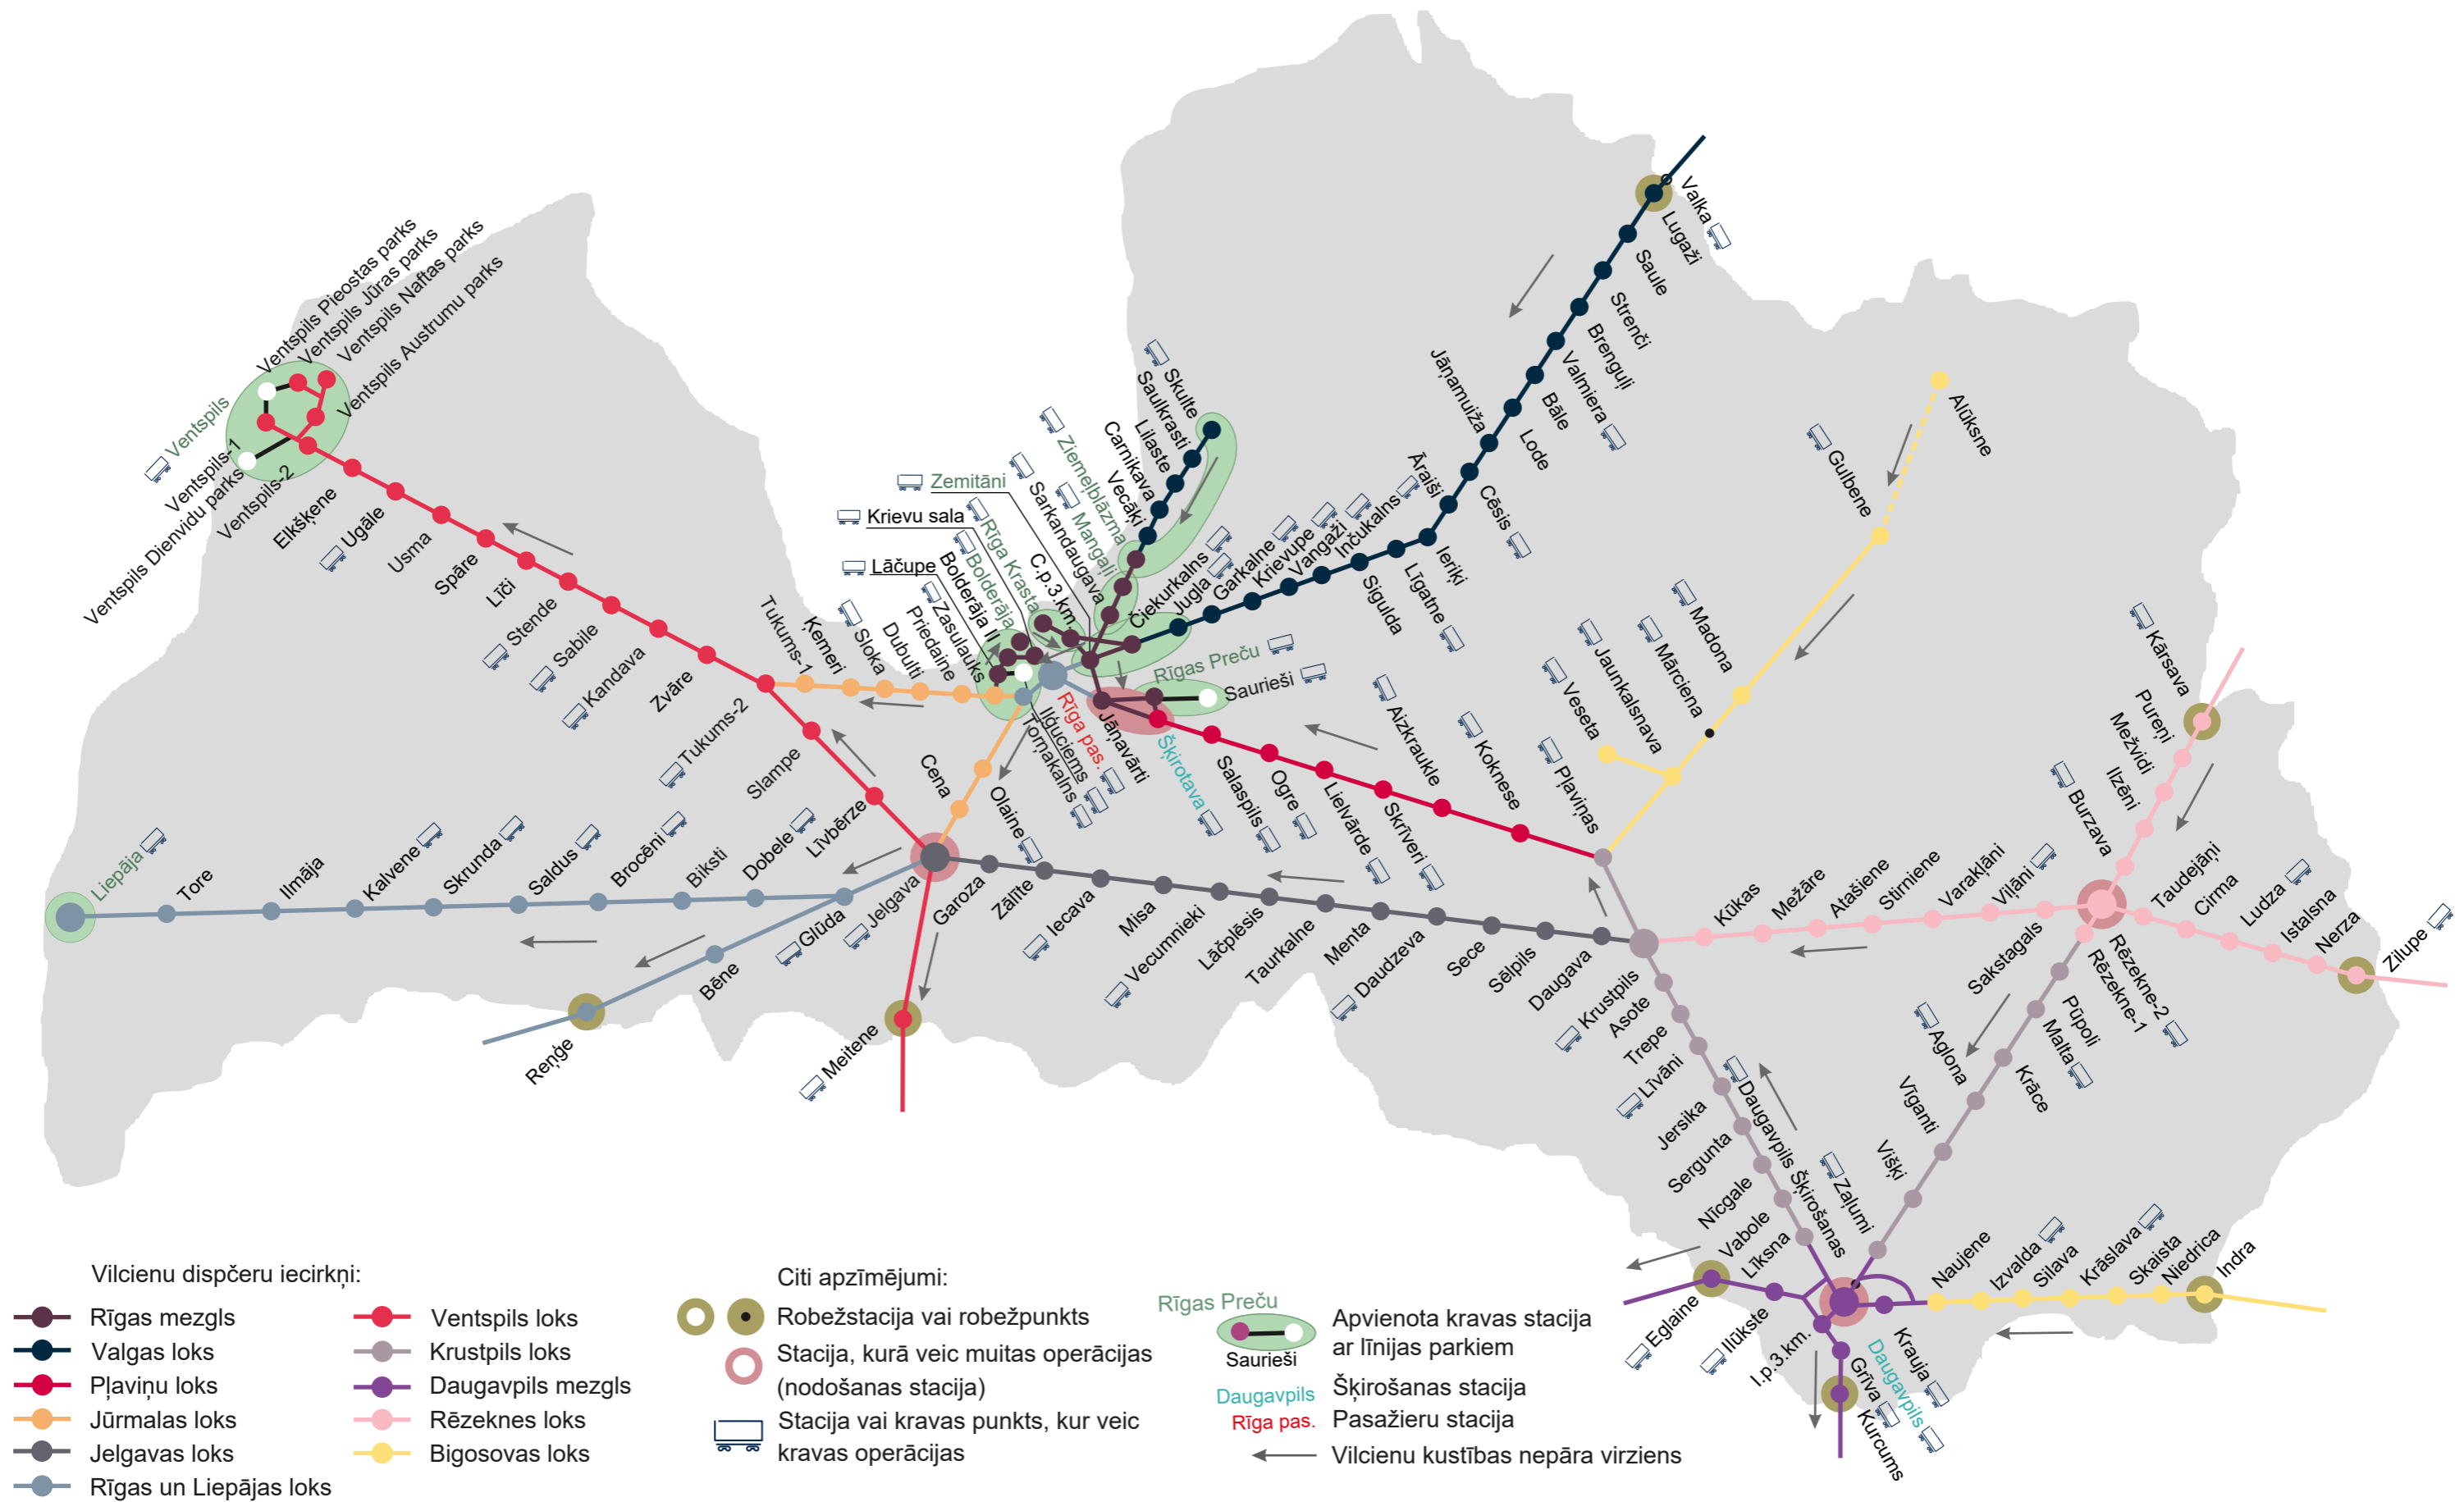 Ventspils Pieostas parks
Ventspils Jūras parks
Ventspils Naftas parks
Ventspils Austrumu parks
Ventspils
Ventspils-1
Ventspils Dienvidu parks
Ventspils-2
Elkšķene
Ugāle
Usma
Spāre
Līči
Stende
Sabile
Kandava
Zvāre
Tukums-2
Slampe
Līvbērze
Tukums-1
Ķemeri
Sloka
Dubulti
Priedaine
Zasulauks
Lāčupe
Krievu sala
Zemitāni
Bolderāja II
Bolderāja
Rīga Krasta
C.p.3.km.
Sarkandaugava
Mangaļi
Ziemeļblāzma
Vecāķi
Carnikava
Lilaste
Saulkrasti
Skulte
Čiekurkalns
Jugla
Garkalne
Krievupe
Vangaži
Inčukalns
Sigulda
Līgatne
Ieriķi
Āraiši
Cēsis
Jāņamuiža
Lode
Bāle
Valmiera
Brenguļi
Strenči
Saule
Lugaži
Valka
Alūksne
Gulbene
Madona
Mārciena
Jaunkalsnava
Veseta
Rīgas Preču
Saurieši
Rīga pas.
Jāņavārti
Iļģuciems
Torņakalns
Šķirotava
Salaspils
Ogre
Lielvārde
Skrīveri
Aizkraukle
Koknese
Pļaviņas
Cena
Olaine
Liepāja
Tore
Ilmāja
Kalvene
Skrunda
Saldus
Brocēni
Biksti
Dobele
Glūda
Jelgava
Bēne
Reņģe
Meitene
Garoza
Zālīte
Iecava
Misa
Vecumnieki
Lāčplēsis
Taurkalne
Menta
Daudzeva
Sece
Sēlpils
Daugava
Krustpils
Kūkas
Mežāre
Atašiene
Stirniene
Varakļāni
Viļāni
Sakstagals
Kārsava
Pureņi
Mežvidi
Ilzēni
Burzava
Taudejāņi
Cirma
Ludza
Istalsna
Nerza
Zilupe
Rēzekne-2
Rēzekne-1
Pūpoli
Malta
Krāce
Aglona
Vīganti
Višķi
Zaļumi
Asote
Trepe
Līvāni
Jersika
Sergunta
Nīcgale
Vabole
Līksna
Daugavpils Šķirošanas
Eglaine
Ilūkste
I.p.3.km.
Grīva
Kurcums
Daugavpils
Krauja
Naujene
Izvalda
Silava
Krāslava
Skaista
Niedrica
Indra
Vilcienu dispčeru iecirkņi:
Rīgas mezgls
Valgas loks
Pļaviņu loks
Jūrmalas loks
Jelgavas loks
Rīgas un Liepājas loks
Ventspils loks
Krustpils loks
Daugavpils mezgls
Rēzeknes loks
Bigosovas loks
Citi apzīmējumi:
Robežstacija vai robežpunkts
Stacija, kurā veic muitas operācijas
(nodošanas stacija)
Stacija vai kravas punkts, kur veic
kravas operācijas
Rīgas Preču
Saurieši
Apvienota kravas stacija
ar līnijas parkiem
Daugavpils
Šķirošanas stacija
Rīga pas.
Pasažieru stacija
Vilcienu kustības nepāra virziens